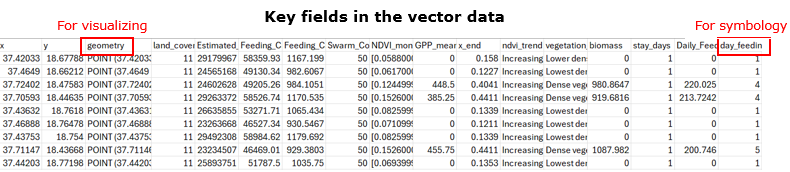 Key fields in the vector data
For visualizing
For symbology
x y geometry land_cover Estimated_ Feeding_C Feeding_C Swarm_Co NDVI_mon GPP_mear x_end ndvi_trend vegetation_ biomass stay_days Daily_Feed day_feedin
37.42033 18.67788 POINT (37.42033 11 29179967 58359.93 1167.199 50 [0.0588000 0 0.158 Increasing Lower dens 0 1 0 1
37.4649 18.66212 POINT (37.4649 11 24565168 49130.34 982.6067 50 [0.0617000 0 0.1227 Increasing Lowest der 0 1 0 1
37.72402 18.47583 POINT (37.72402 11 24602628 49205.26 984.1051 50 [0.1244999 448.5 0.4041 Increasing Dense vege 980.8647 1 220.025 4
37.70593 18.44635 POINT (37.70593 11 29263372 58526.74 1170.535 50 [0.1526000 385.25 0.4411 Increasing Dense vege 919.6816 1 213.7242 4
37.43632 18.7618 POINT (37.43632 11 26635855 53271.71 1065.434 50 [0.0825999 0 0.1339 Increasing Lowest der 0 1 0 1
37.46888 18.76478 POINT (37.46888 11 23263668 46527.34 930.5467 50 [0.0710999 0 0.1211 Increasing Lowest der 0 1 0 1
37.43753 18.754 POINT (37.43753 11 29492308 58984.62 1179.692 50 [0.0825999 0 0.1339 Increasing Lowest der 0 1 0 1
37.71147 18.43668 POINT (37.71146 11 23234507 46469.01 929.3803 50 [0.1526000 455.75 0.4411 Increasing Dense vege 1087.982 1 200.746 5
37.44203 18.77198 POINT (37.44203 11 25893751 51787.5 1035.75 50 [0.0693999 0 0.1353 Increasing Lowest der 0 1 0 1